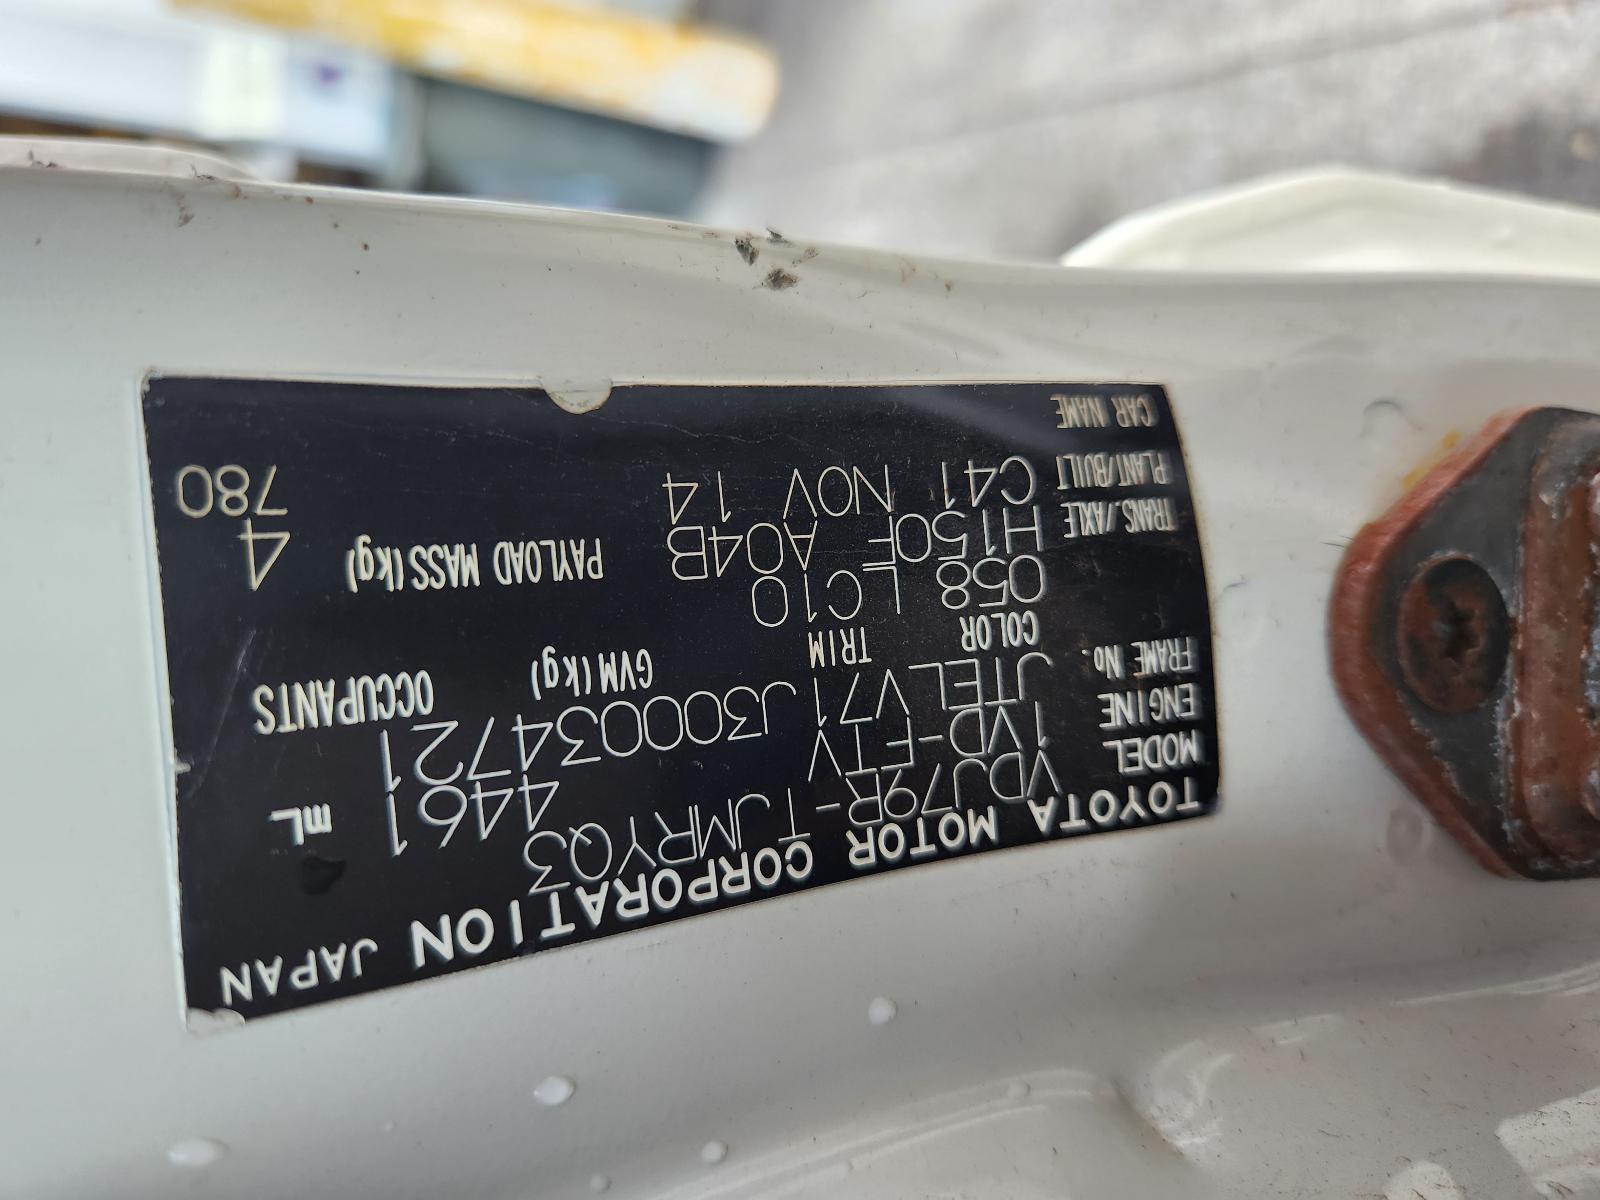 TOYOTA MOTOR CORPORATION JAPAN
MODEL VDJ79R-TJMRYQ3
ENGINE 1VD-FTV 4461 mL
FRAME No. JTELV71J300034721
COLOR TRIM GVM(kg) OCCUPANTS
058 LC10
TRANS./AXLE H150F A04B PAYLOAD MASS(kg) 4
PLANT/BUILT C41 NOV 14 780
CAR NAME